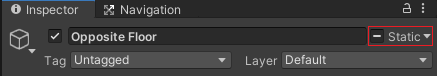 Inspector Navigation
Opposite Floor Static
Tag Untagged Layer Default